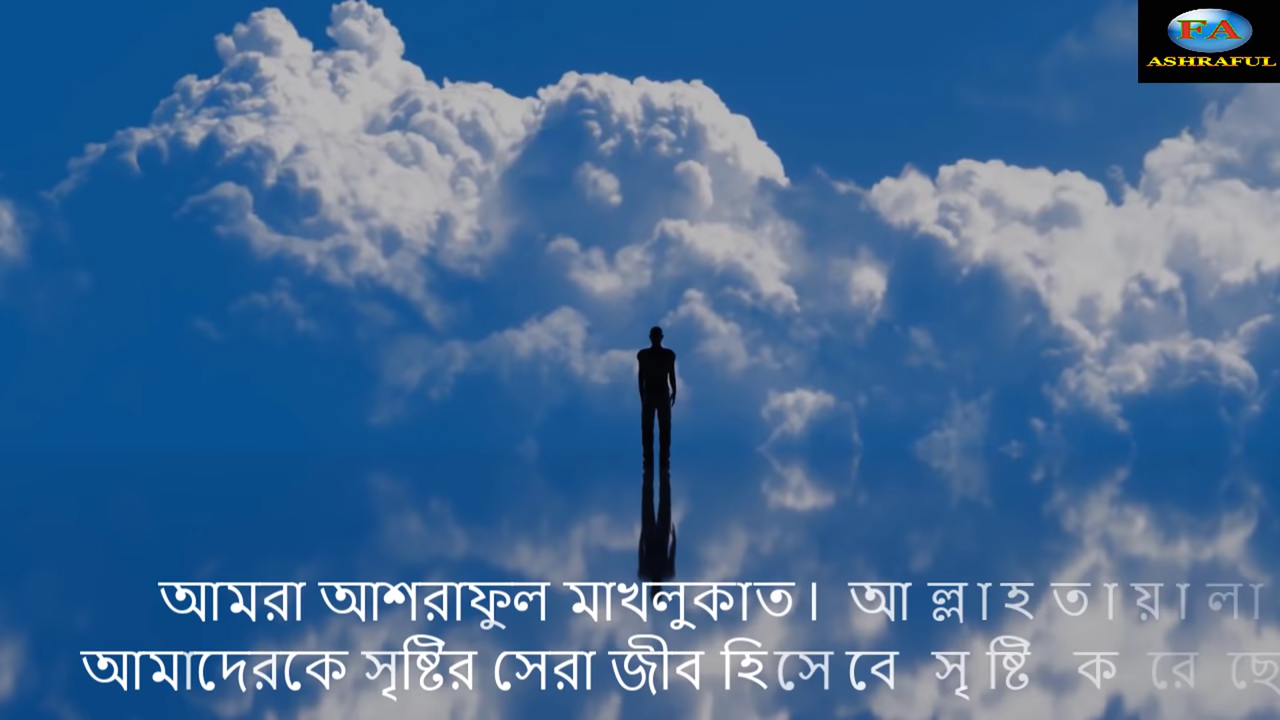 FA
ASHRAFUL
আমরা আশরাফুল মাখলুকাত। আল্লাহ তায়ালা
আমাদেরকে সৃষ্টির সেরা জীব হিসেবে সৃষ্টি করেছে